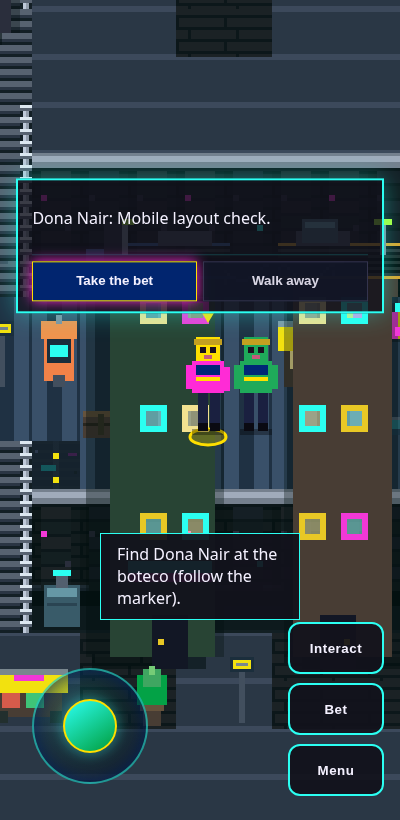 Dona Nair: Mobile layout check.
Take the bet
Walk away
Find Dona Nair at the
boteco (follow the
marker).
Interact
Bet
Menu